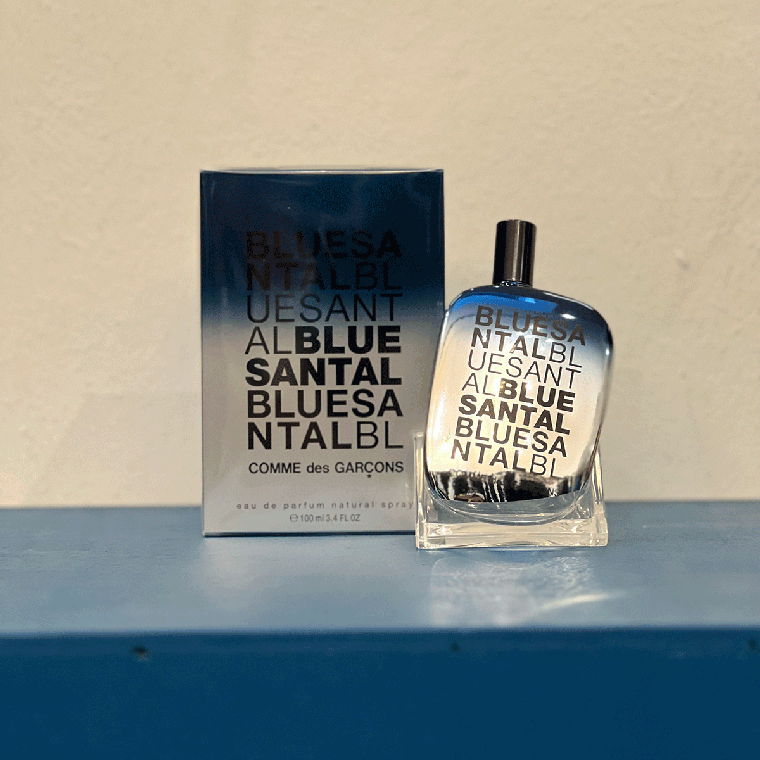 BLUESA
NTALBL
UESANT
ALBLUE
SANTAL
BLUESA
NTALBL
COMME des GARÇONS
eau de parfum natural spray
℮ 100 ml 3.4 FL OZ
BLUESA
NTALBL
UESANT
ALBLUE
SANTAL
BLUESA
NTALBL